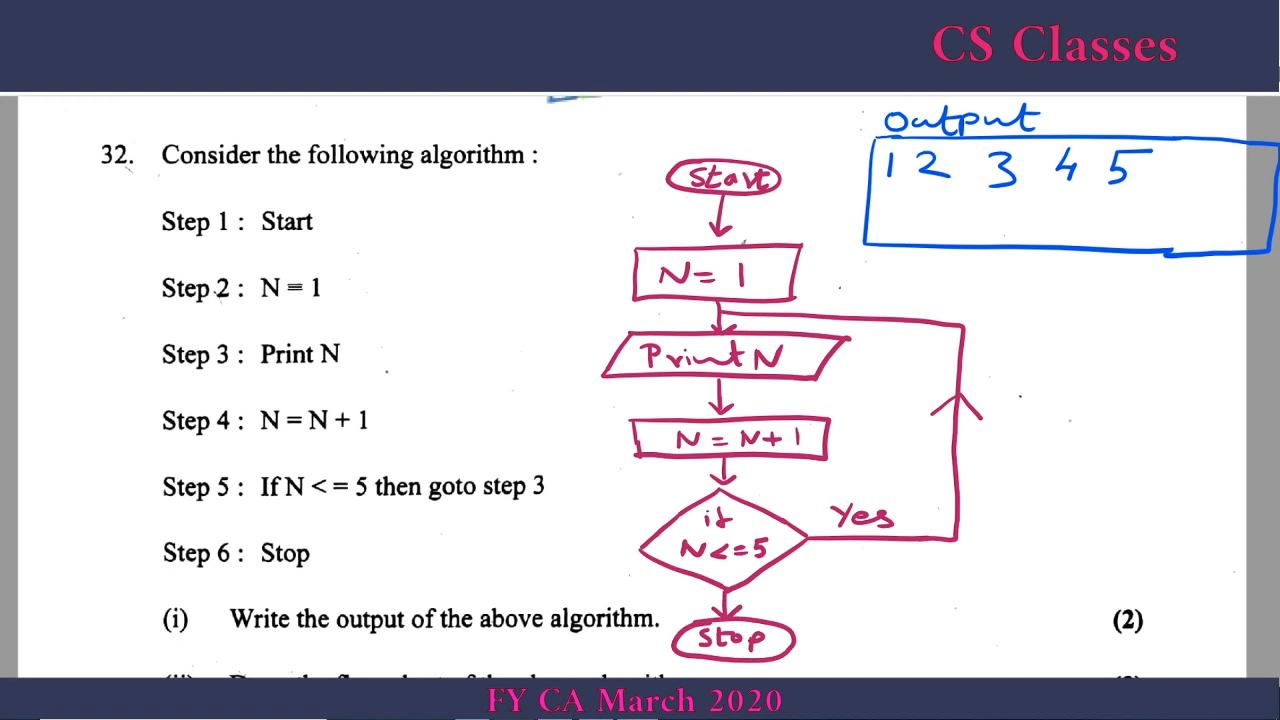 CS Classes
32. Consider the following algorithm :
Step 1 : Start
Step 2 : N = 1
Step 3 : Print N
Step 4 : N = N + 1
Step 5 : If N < = 5 then goto step 3
Step 6 : Stop
(i) Write the output of the above algorithm. (2)
Start
N = 1
Print N
N = N + 1
if
N <= 5
Yes
Stop
Output
1 2 3 4 5
FY CA March 2020